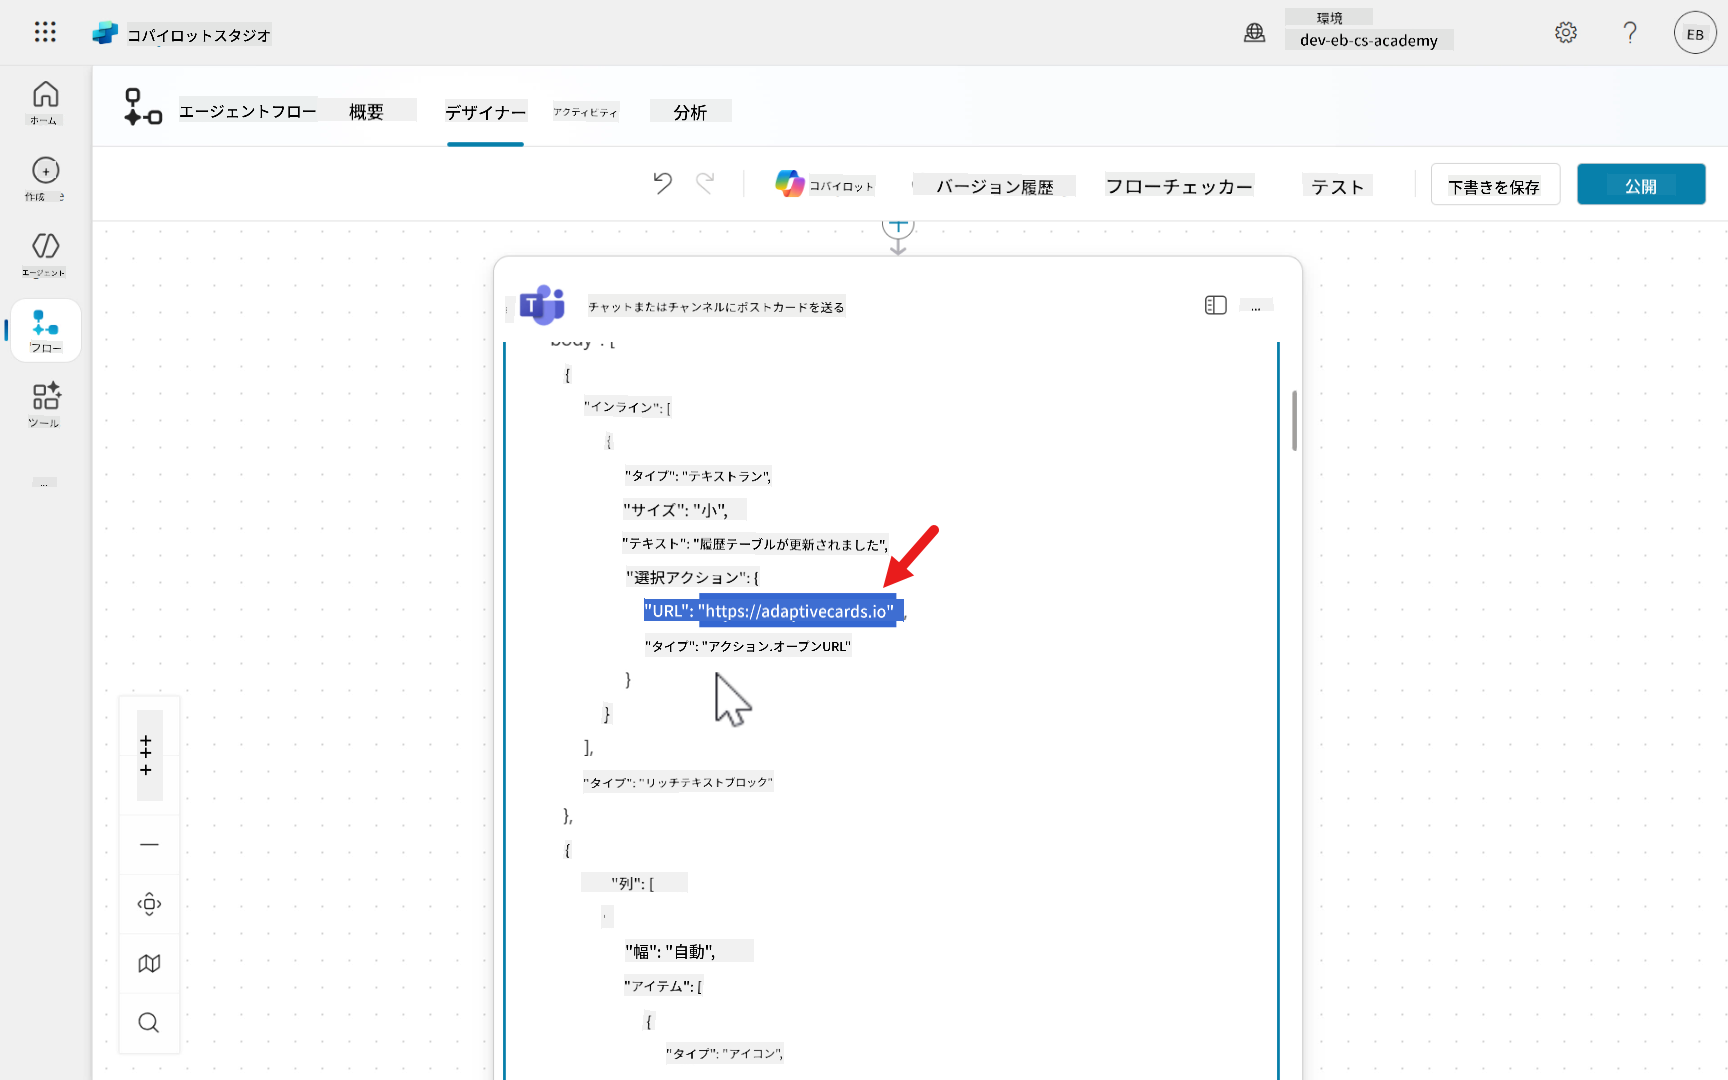 コパイロットスタジオ
環境
dev-eb-cs-academy
EB
エージェントフロー
概要
デザイナー
アクティビティ
分析
コパイロット
バージョン履歴
フローチェッカー
テスト
下書きを保存
公開
ホーム
作成
エージェント
フロー
ツール
...
チャットまたはチャンネルにポストカードを送る
...
body": [
{
"インライン": [
{
"タイプ": "テキストラン",
"サイズ": "小",
"テキスト": "履歴テーブルが更新されました",
"選択アクション": {
"URL": "https://adaptivecards.io",
"タイプ": "アクション.オープンURL"
}
}
],
"タイプ": "リッチテキストブロック"
},
{
"列": [
"幅": "自動",
"アイテム": [
{
"タイプ": "アイコン",